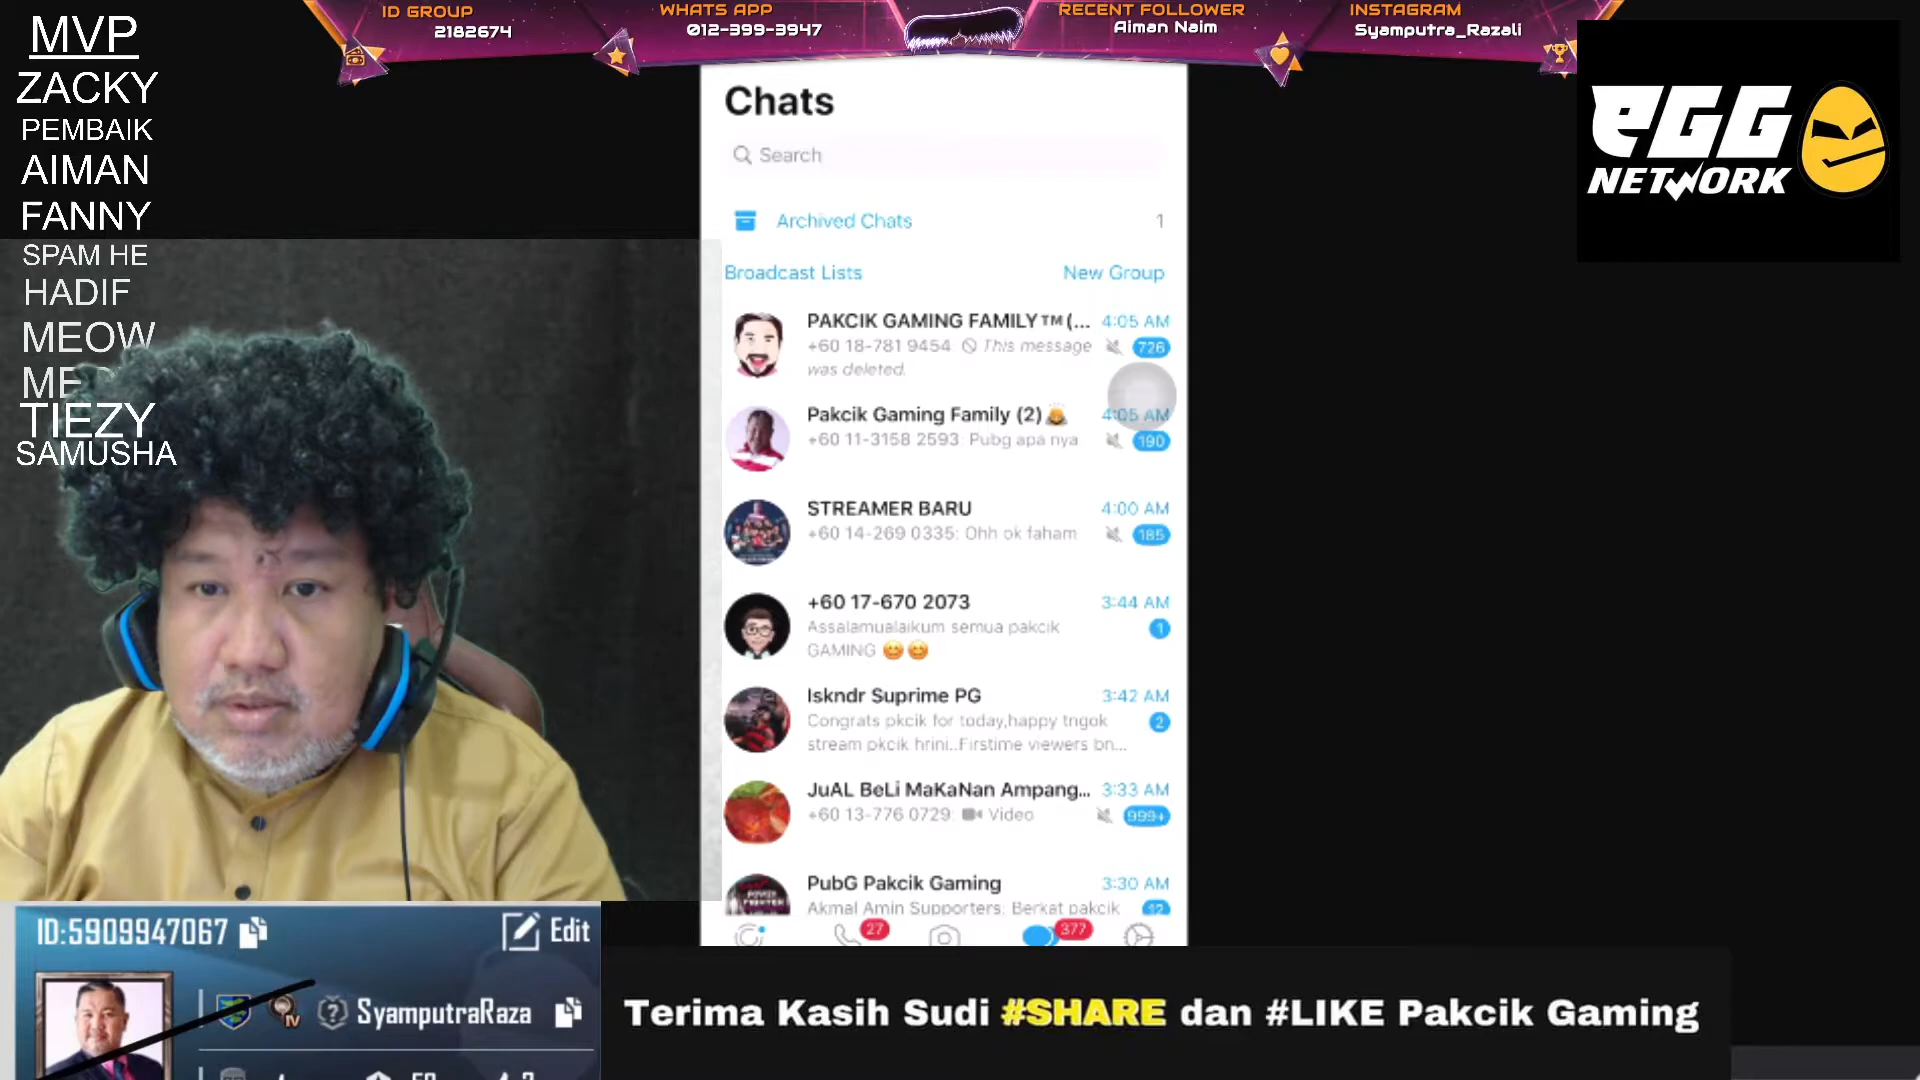 MVP
ZACKY
PEMBAIK
AIMAN
FANNY
SPAM HE
HADIF
MEOW
TIEZY
SAMUSHA
ID GROUP
2182674
WHATS APP
012-399-3947
RECENT FOLLOWER
Aiman Naim
INSTAGRAM
Syamputra_Razali
eGG
NETWORK
Chats
Search
Archived Chats 1
Broadcast Lists New Group
PAKCIK GAMING FAMILY™(... 4:05 AM
+60 18-781 9454: This message 726
was deleted.
Pakcik Gaming Family (2) 4:05 AM
+60 11-3158 2593: Pubg apa nya 190
STREAMER BARU 4:00 AM
+60 14-269 0335: Ohh ok faham 185
+60 17-670 2073 3:44 AM
Assalamualaikum semua pakcik 1
GAMING 😊😊
Iskndr Suprime PG 3:42 AM
Congrats pkcik for today,happy tngok 2
stream pkcik hrini..Firstime viewers bn...
JuAL BeLi MaKaNan Ampang... 3:33 AM
+60 13-776 0729: Video 999+
PubG Pakcik Gaming 3:30 AM
Akmal Amin Supporters: Berkat pakcik 12
27 377
ID:5909947067 Edit
IV SyamputraRaza
Terima Kasih Sudi #SHARE dan #LIKE Pakcik Gaming